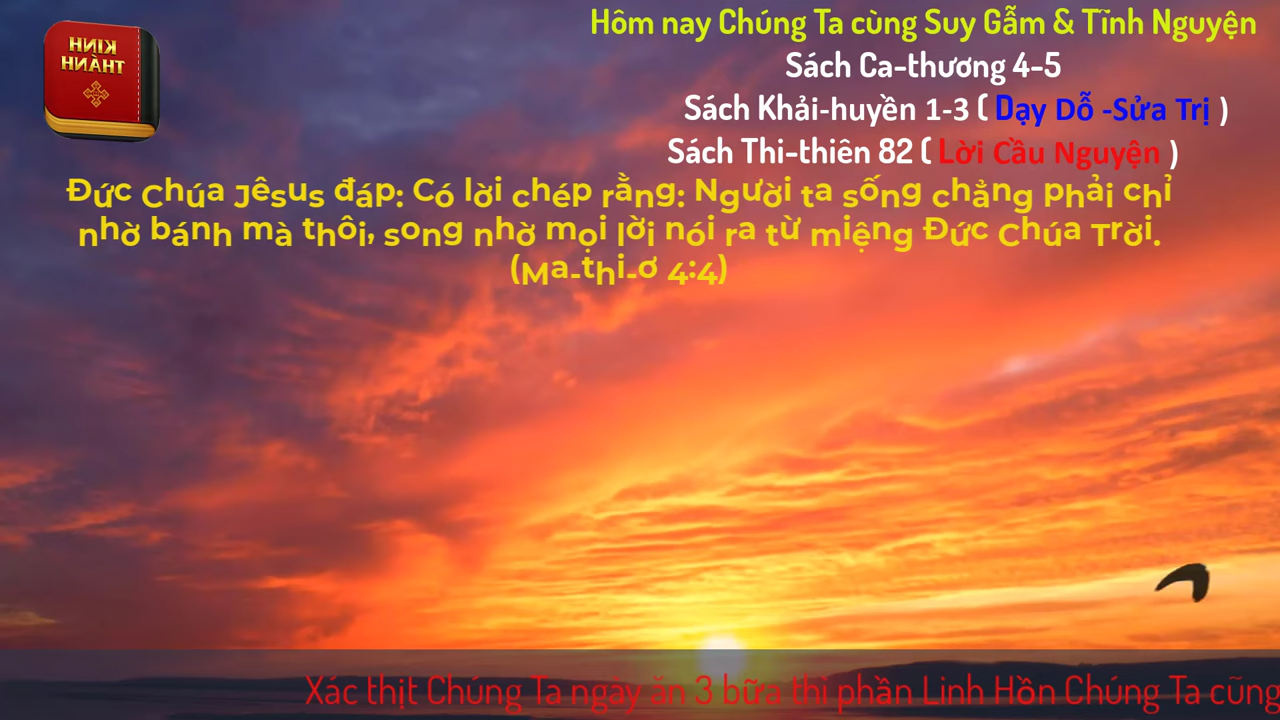 KINH
THÁNH
Hôm nay Chúng Ta cùng Suy Gẫm & Tĩnh Nguyện
Sách Ca-thương 4-5
Sách Khải-huyền 1-3 ( Dạy Dỗ -Sửa Trị )
Sách Thi-thiên 82 ( Lời Cầu Nguyện )
Đức Chúa Jêsus đáp: Có lời chép rằng: Người ta sống chẳng phải chỉ
nhờ bánh mà thôi, song nhờ mọi lời nói ra từ miệng Đức Chúa Trời.
(Ma-thi-ơ 4:4)
Xác thịt Chúng Ta ngày ăn 3 bữa thì phần Linh Hồn Chúng Ta cũng